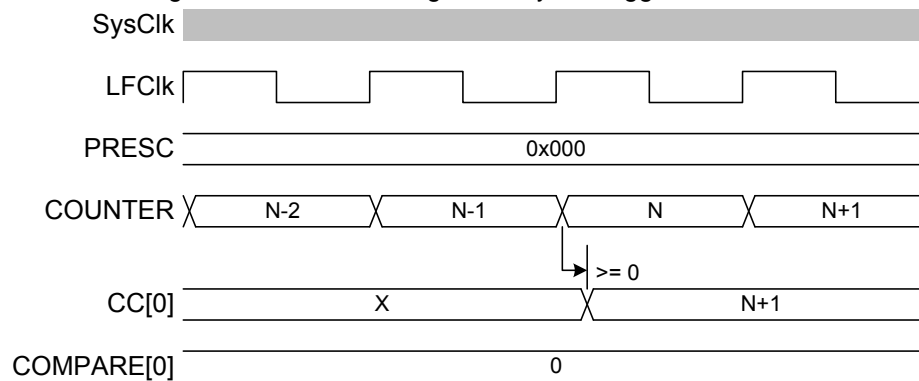 SysClk
LFClk
PRESC 0x000
COUNTER N-2 N-1 N N+1
>= 0
CC[0] X N+1
COMPARE[0] 0